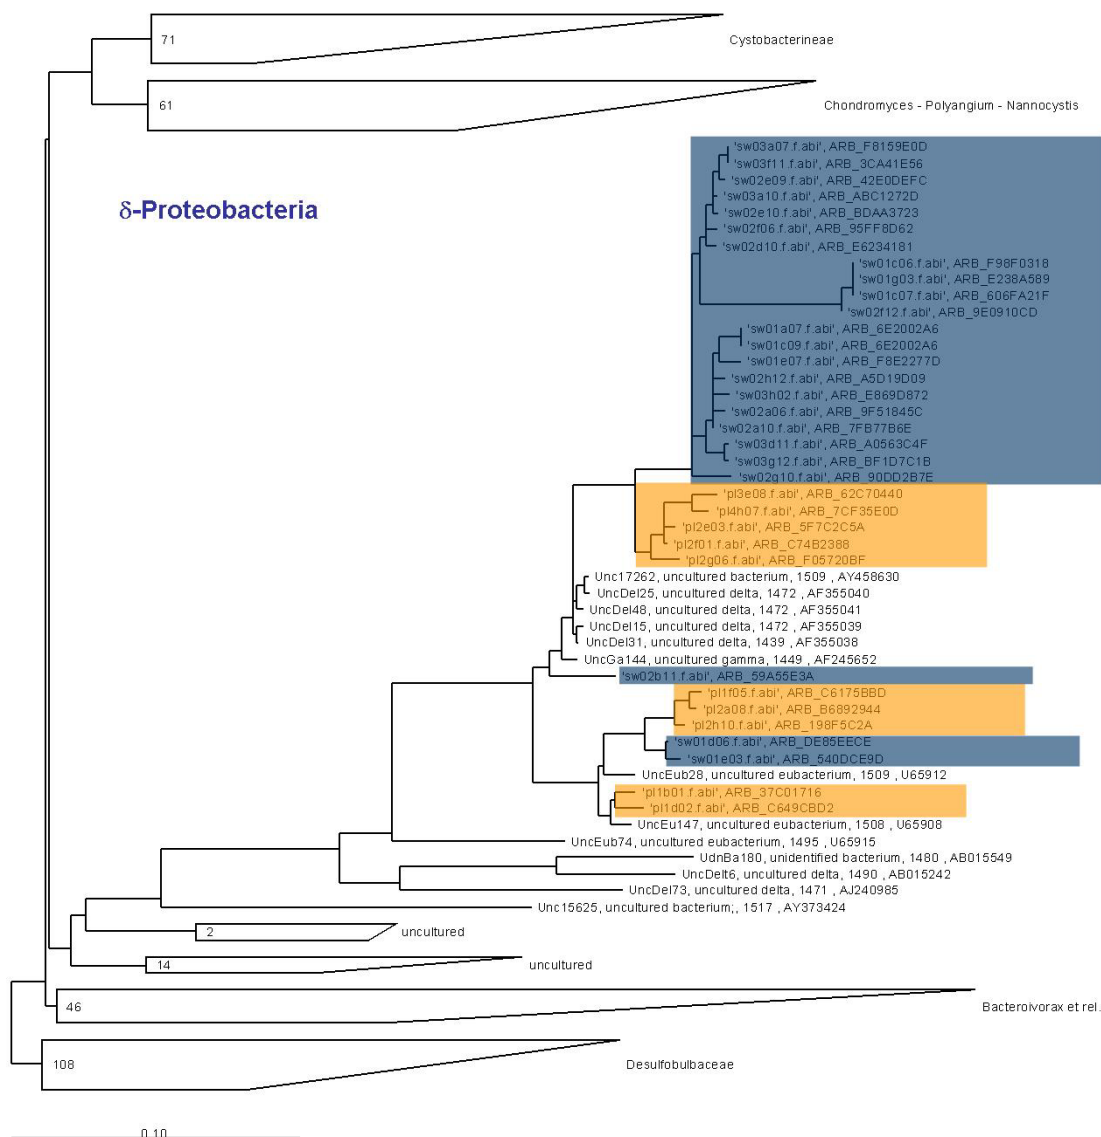 71
Cystobacterineae
61
Chondromyces - Polyangium - Nannocystis
'sw03a07.f.abi', ARB_F8159E0D
'sw03f11.f.abi', ARB_3CA41E56
'sw02e09.f.abi', ARB_42E0DEFC
δ-Proteobacteria
'sw03a10.f.abi', ARB_ABC1272D
'sw02e10.f.abi', ARB_BDAA3723
'sw02f06.f.abi', ARB_95FF8D62
'sw02d10.f.abi', ARB_E6234181
'sw01c06.f.abi', ARB_F98F0318
'sw01g03.f.abi', ARB_E238A589
'sw01c07.f.abi', ARB_606FA21F
'sw02f12.f.abi', ARB_9E0910CD
'sw01a07.f.abi', ARB_6E2002A6
'sw01c09.f.abi', ARB_6E2002A6
'sw01e07.f.abi', ARB_F8E2277D
'sw02h12.f.abi', ARB_A5D19D09
'sw03h02.f.abi', ARB_E869D872
'sw02a06.f.abi', ARB_9F51845C
'sw02a10.f.abi', ARB_7FB77B6E
'sw03d11.f.abi', ARB_A0563C4F
'sw03g12.f.abi', ARB_BF1D7C1B
'sw02g10.f.abi', ARB_90DD2B7E
'pl3e08.f.abi', ARB_62C70440
'pl4h07.f.abi', ARB_7CF35E0D
'pl2e03.f.abi', ARB_5F7C2C5A
'pl2f01.f.abi', ARB_C74B2388
'pl2g06.f.abi', ARB_F05720BF
Unc17262, uncultured bacterium, 1509 , AY458630
UncDel25, uncultured delta, 1472 , AF355040
UncDel48, uncultured delta, 1472 , AF355041
UncDel15, uncultured delta, 1472 , AF355039
UncDel31, uncultured delta, 1439 , AF355038
UncGa144, uncultured gamma, 1449 , AF245652
'sw02b11.f.abi', ARB_59A55E3A
'pl1f05.f.abi', ARB_C6175BBD
'pl2a08.f.abi', ARB_B6892944
'pl2h10.f.abi', ARB_198F5C2A
'sw01d06.f.abi', ARB_DE85EECE
'sw01e03.f.abi', ARB_540DCE9D
UncEub28, uncultured eubacterium, 1509 , U65912
'pl1b01.f.abi', ARB_37C01716
'pl1d02.f.abi', ARB_C649CBD2
UncEu147, uncultured eubacterium, 1508 , U65908
UncEub74, uncultured eubacterium, 1495 , U65915
UdnBa180, unidentified bacterium, 1480 , AB015549
UncDelt6, uncultured delta, 1490 , AB015242
UncDel73, uncultured delta, 1471 , AJ240985
Unc15625, uncultured bacterium;, 1517 , AY373424
2
uncultured
14
uncultured
46
Bacteroivorax et rel.
108
Desulfobulbaceae
0.10